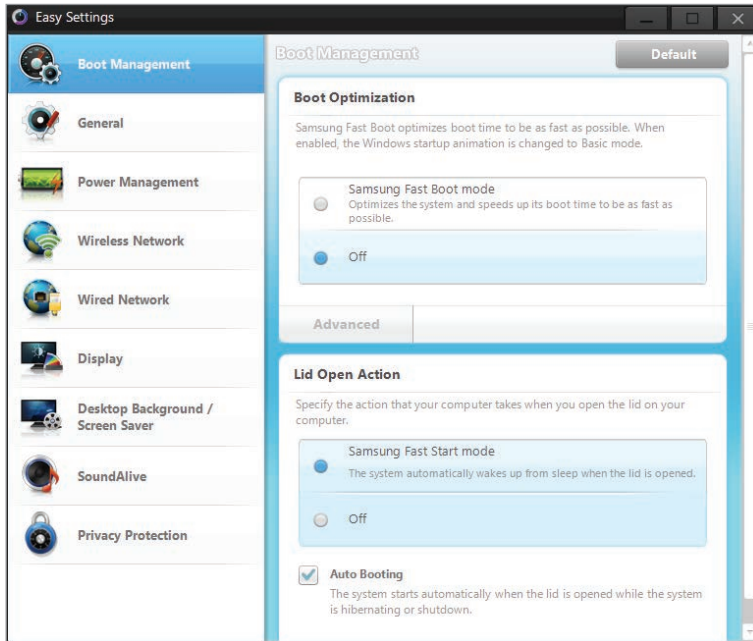 Easy Settings
Boot Management
General
Power Management
Wireless Network
Wired Network
Display
Desktop Background /
Screen Saver
SoundAlive
Privacy Protection
Boot Management
Default
Boot Optimization
Samsung Fast Boot optimizes boot time to be as fast as possible. When
enabled, the Windows startup animation is changed to Basic mode.
Samsung Fast Boot mode
Optimizes the system and speeds up its boot time to be as fast as
possible.
Off
Advanced
Lid Open Action
Specify the action that your computer takes when you open the lid on your
computer.
Samsung Fast Start mode
The system automatically wakes up from sleep when the lid is opened.
Off
Auto Booting
The system starts automatically when the lid is opened while the system
is hibernating or shutdown.